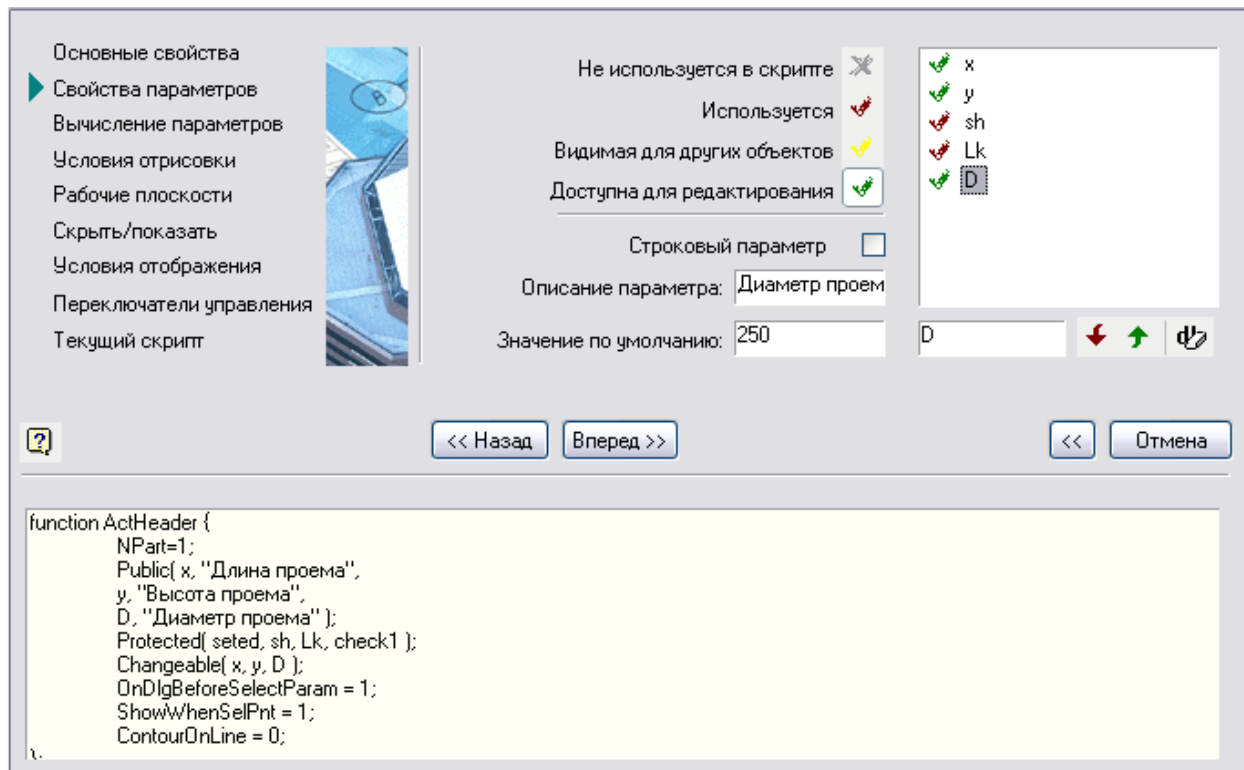 Основные свойства
Свойства параметров
Вычисление параметров
Условия отрисовки
Рабочие плоскости
Скрыть/показать
Условия отображения
Переключатели управления
Текущий скрипт
B
Не используется в скрипте
Используется
Видимая для других объектов
Доступна для редактирования
Строковый параметр
Описание параметра: Диаметр проем
Значение по умолчанию: 250
x
y
sh
Lk
D
D
?
<< Назад
Вперед >>
<<
Отмена
function ActHeader {
NPart=1;
Public( x, "Длина проема",
y, "Высота проема",
D, "Диаметр проема" );
Protected( seted, sh, Lk, check1 );
Changeable( x, y, D );
OnDlgBeforeSelectParam = 1;
ShowWhenSelPnt = 1;
ContourOnLine = 0;